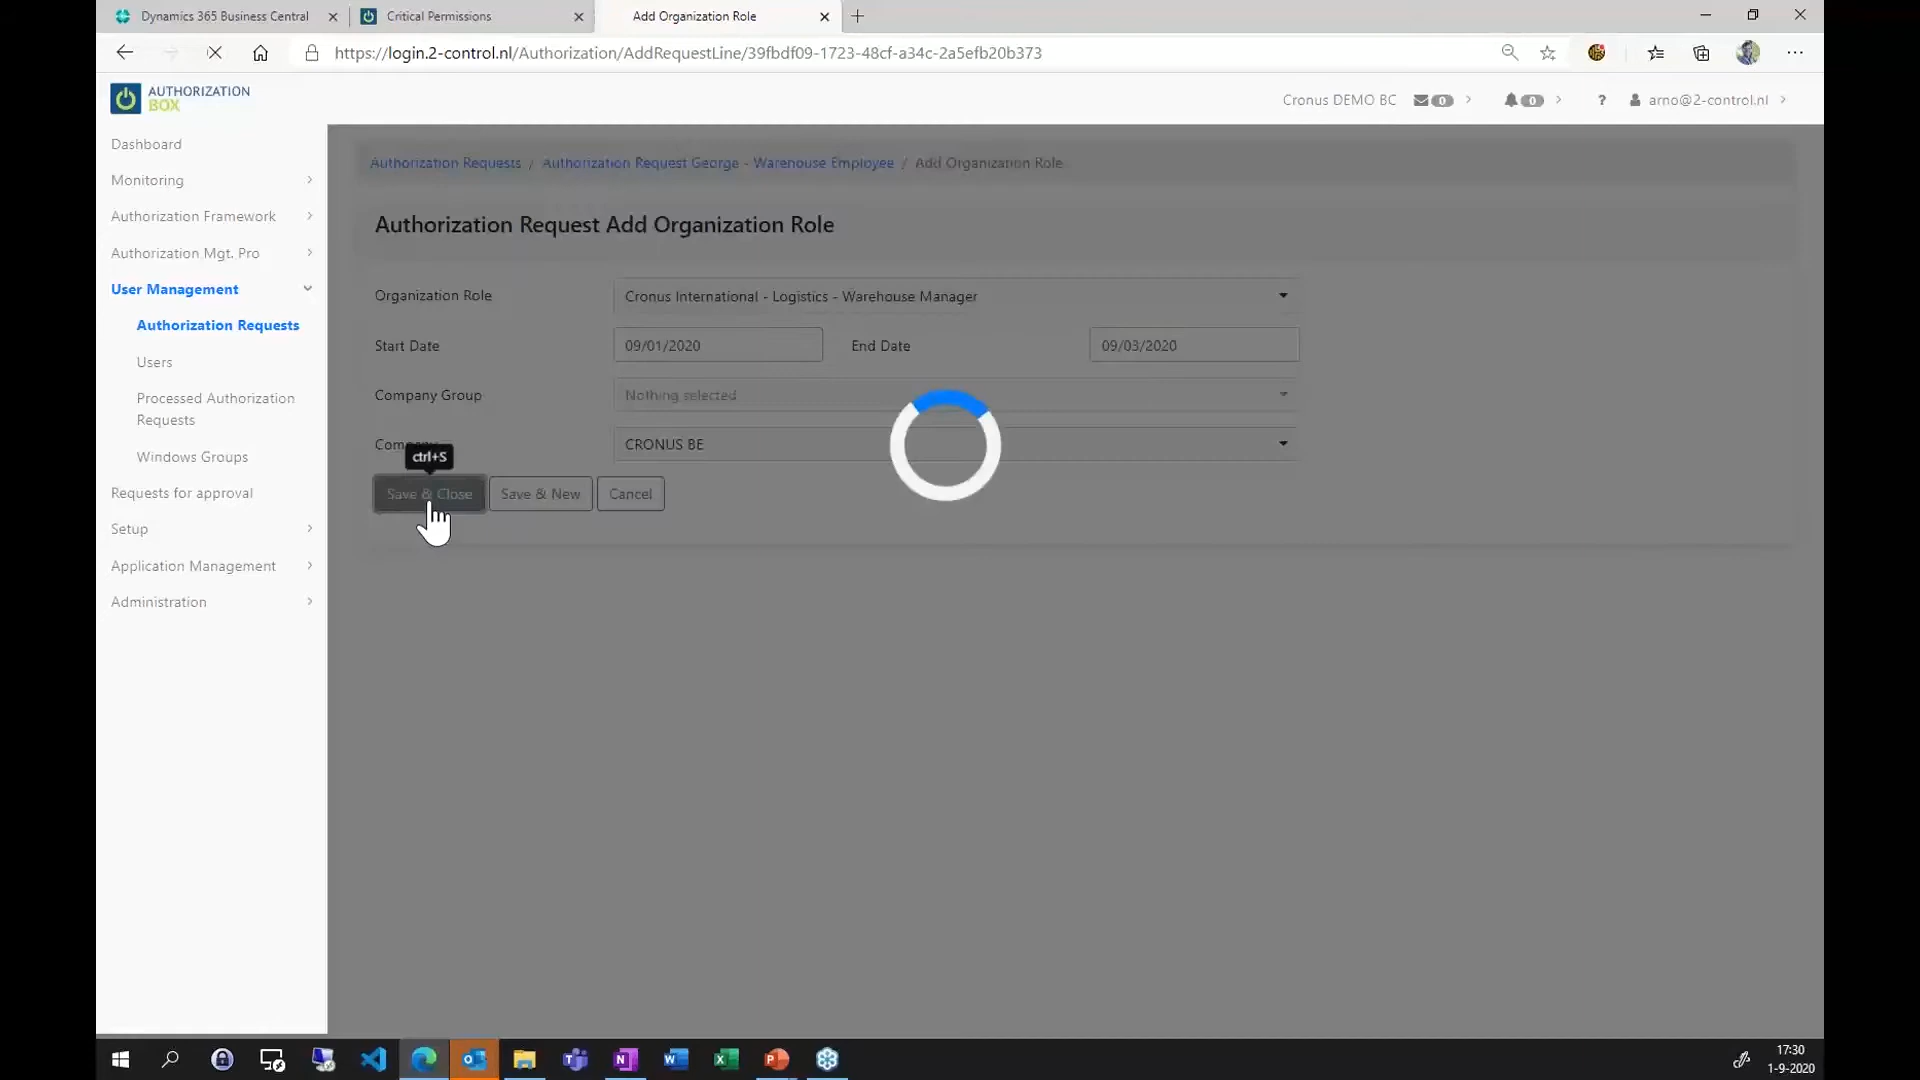 Dynamics 365 Business Central
Critical Permissions
Add Organization Role
https://login.2-control.nl/Authorization/AddRequestLine/39fbdf09-1723-48cf-a34c-2a5efb20b373
AUTHORIZATION
BOX
Cronus DEMO BC
0
0
?
arno@2-control.nl
Dashboard
Monitoring
Authorization Framework
Authorization Mgt. Pro
User Management
Authorization Requests
Users
Processed Authorization
Requests
Windows Groups
Requests for approval
Setup
Application Management
Administration
Authorization Requests / Authorization Request George - Warehouse Employee / Add Organization Role
Authorization Request Add Organization Role
Organization Role
Cronus International - Logistics - Warehouse Manager
Start Date
09/01/2020
End Date
09/03/2020
Company Group
Nothing selected
Company
CRONUS BE
ctrl+S
Save & Close
Save & New
Cancel
17:30
1-9-2020